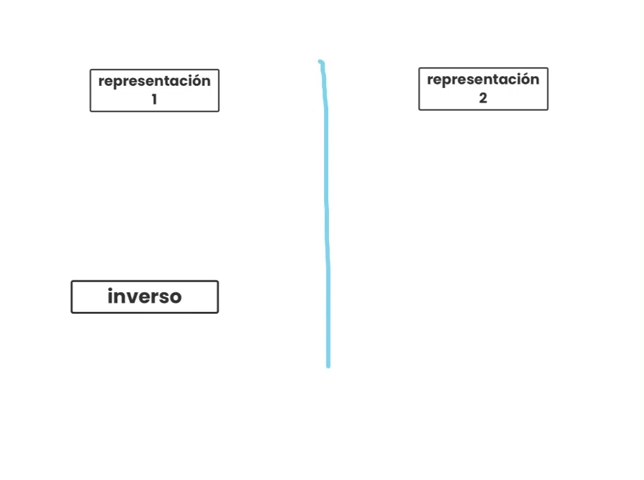 representación
1
representación
2
inverso